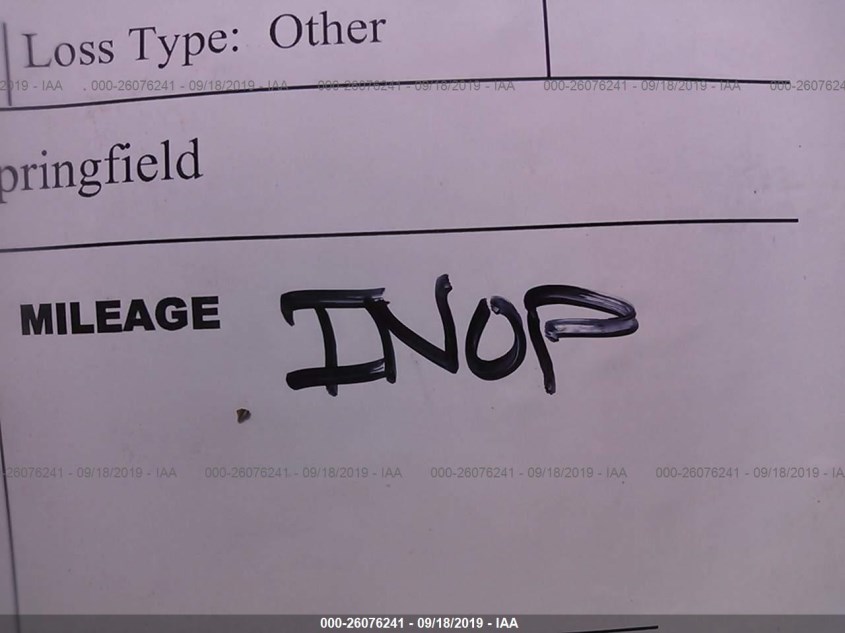 Loss Type: Other
2019 - IAA 000-26076241 - 09/18/2019 - IAA 000-26076241 - 09/18/2019 - IAA 000-26076241 - 09/18/2019 - IAA 000-260762
pringfield
MILEAGE INOP
-26076241 - 09/18/2019 - IAA 000-26076241 - 09/18/2019 - IAA 000-26076241 - 09/18/2019 - IAA 000-26076241 - 09/18/2019 - IA
000-26076241 - 09/18/2019 - IAA